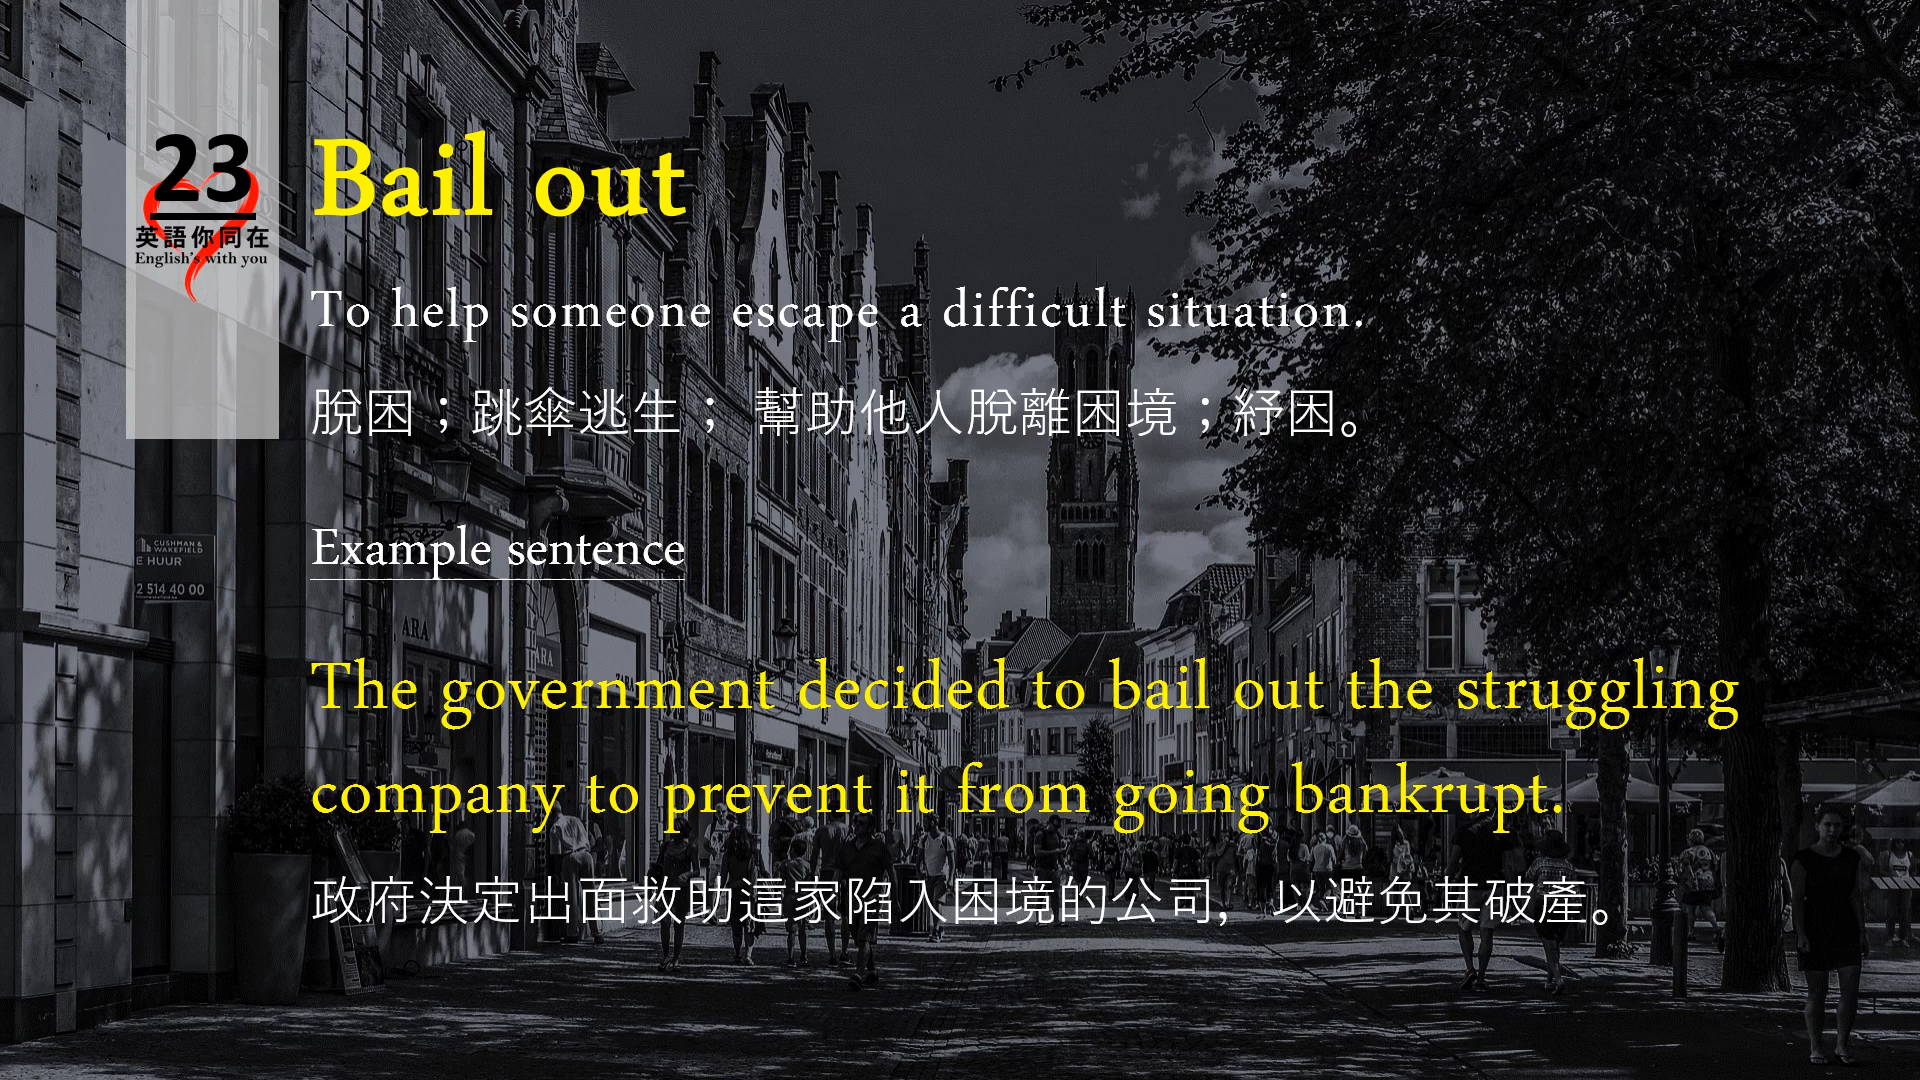 23
英語你同在
English's with you
Bail out
To help someone escape a difficult situation.
脫困；跳傘逃生； 幫助他人脫離困境；紓困。
Example sentence
CUSHMAN &
WAKEFIELD
E HUUR
2 514 40 00
ARA
ARA
The government decided to bail out the struggling
company to prevent it from going bankrupt.
政府決定出面救助這家陷入困境的公司， 以避免其破產。